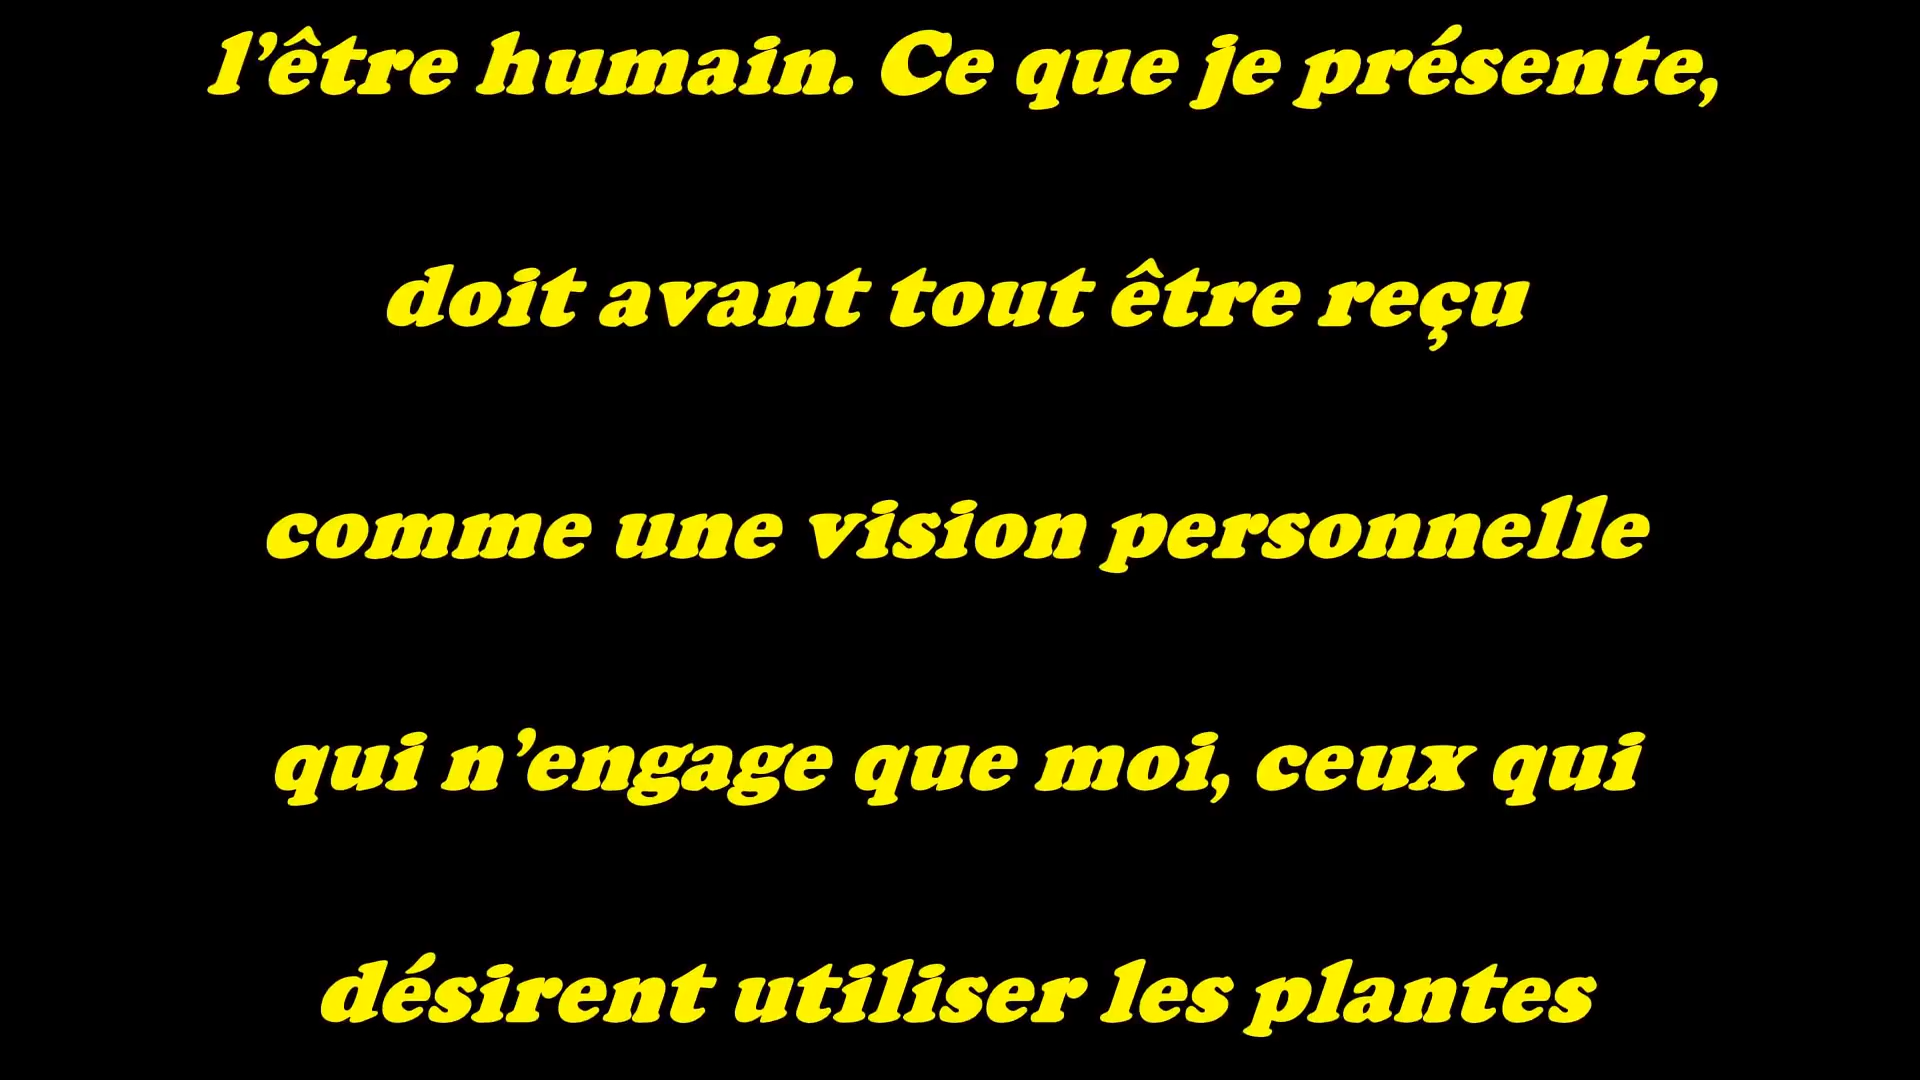 l’être humain. Ce que je présente,
doit avant tout être reçu
comme une vision personnelle
qui n’engage que moi, ceux qui
désirent utiliser les plantes